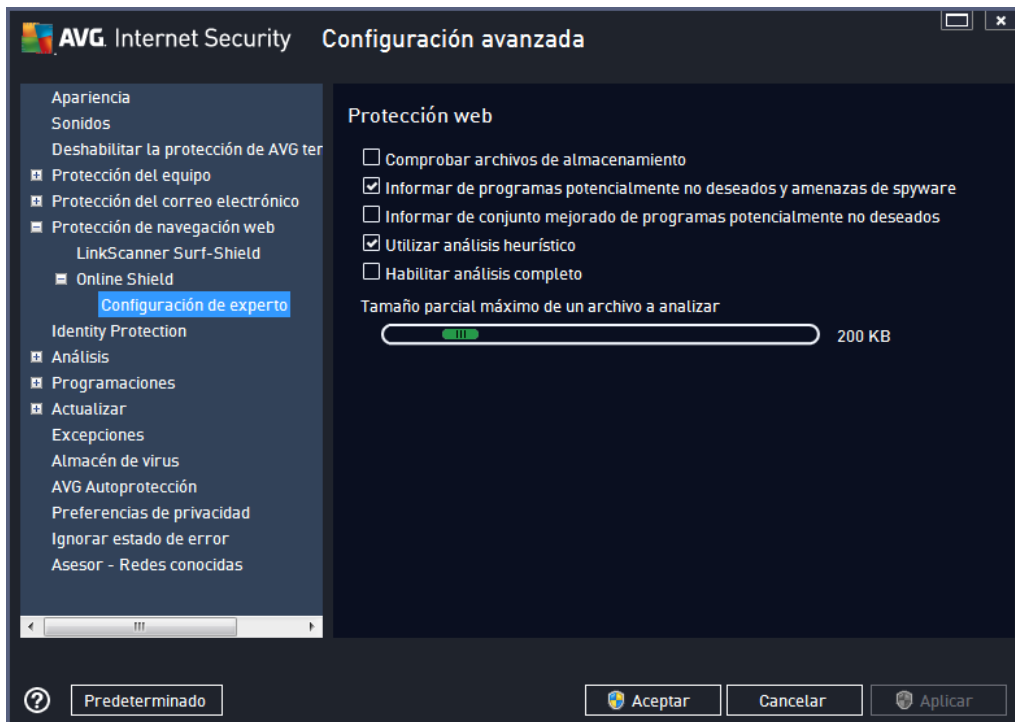 AVG. Internet Security Configuración avanzada
Apariencia
Sonidos
Deshabilitar la protección de AVG ter
Protección del equipo
Protección del correo electrónico
Protección de navegación web
LinkScanner Surf-Shield
Online Shield
Configuración de experto
Identity Protection
Análisis
Programaciones
Actualizar
Excepciones
Almacén de virus
AVG Autoprotección
Preferencias de privacidad
Ignorar estado de error
Asesor - Redes conocidas
Protección web
Comprobar archivos de almacenamiento
Informar de programas potencialmente no deseados y amenazas de spyware
Informar de conjunto mejorado de programas potencialmente no deseados
Utilizar análisis heurístico
Habilitar análisis completo
Tamaño parcial máximo de un archivo a analizar
200 KB
Predeterminado
Aceptar
Cancelar
Aplicar